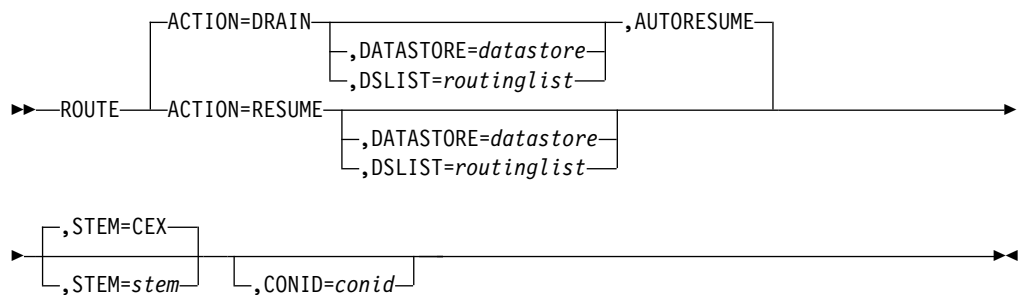 ACTION=DRAIN ,AUTORESUME
,DATASTORE=datastore
,DSLIST=routinglist
ROUTE ACTION=RESUME
,DATASTORE=datastore
,DSLIST=routinglist
,STEM=CEX
,STEM=stem ,CONID=conid